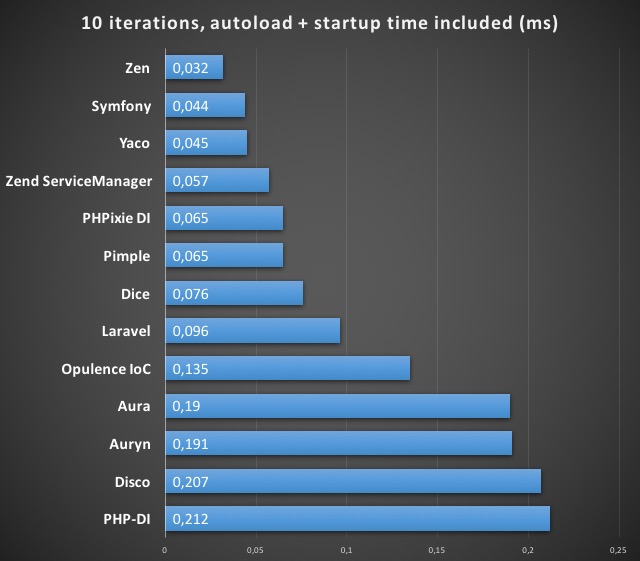 10 iterations, autoload + startup time included (ms)
Zen 0,032
Symfony 0,044
Yaco 0,045
Zend ServiceManager 0,057
PHPixie DI 0,065
Pimple 0,065
Dice 0,076
Laravel 0,096
Opulence IoC 0,135
Aura 0,19
Auryn 0,191
Disco 0,207
PHP-DI 0,212
0 0,05 0,1 0,15 0,2 0,25